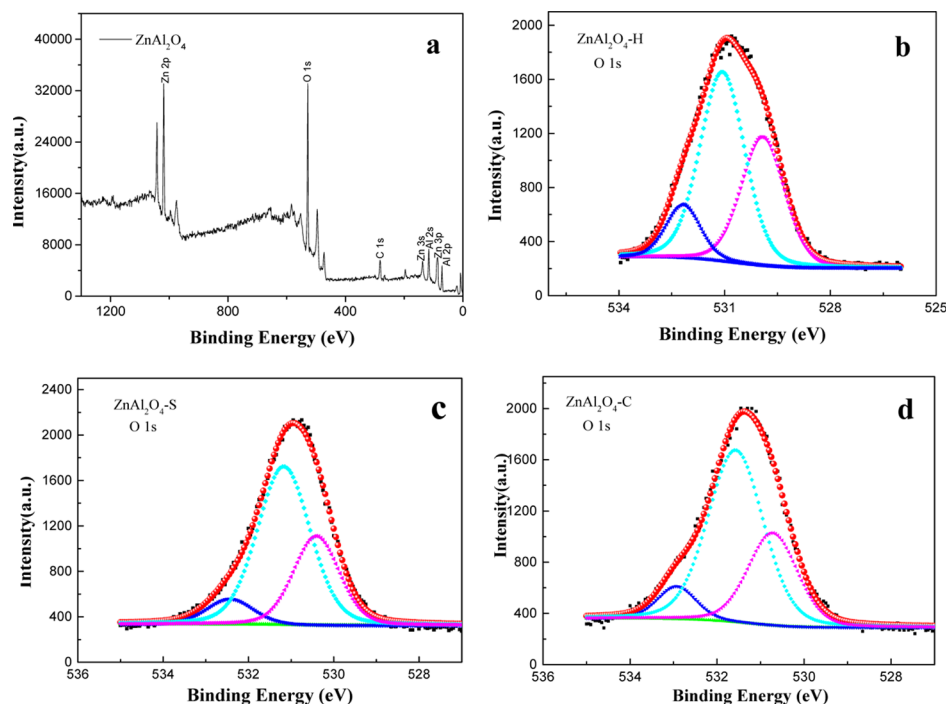 ZnAl₂O₄
a
Zn 2p
O 1s
C 1s
Zn 3s
Al 2s
Zn 3p
Al 2p
40000
32000
24000
16000
8000
0
1200
800
400
0
Intensity(a.u.)
Binding Energy (eV)
ZnAl₂O₄-H
O 1s
b
2000
1600
1200
800
400
0
534
531
528
525
Intensity(a.u.)
Binding Energy (eV)
ZnAl₂O₄-S
O 1s
c
2400
2000
1600
1200
800
400
0
536
534
532
530
528
Intensity(a.u.)
Binding Energy (eV)
ZnAl₂O₄-C
O 1s
d
2000
1600
1200
800
400
0
536
534
532
530
528
Intensity(a.u.)
Binding Energy (eV)